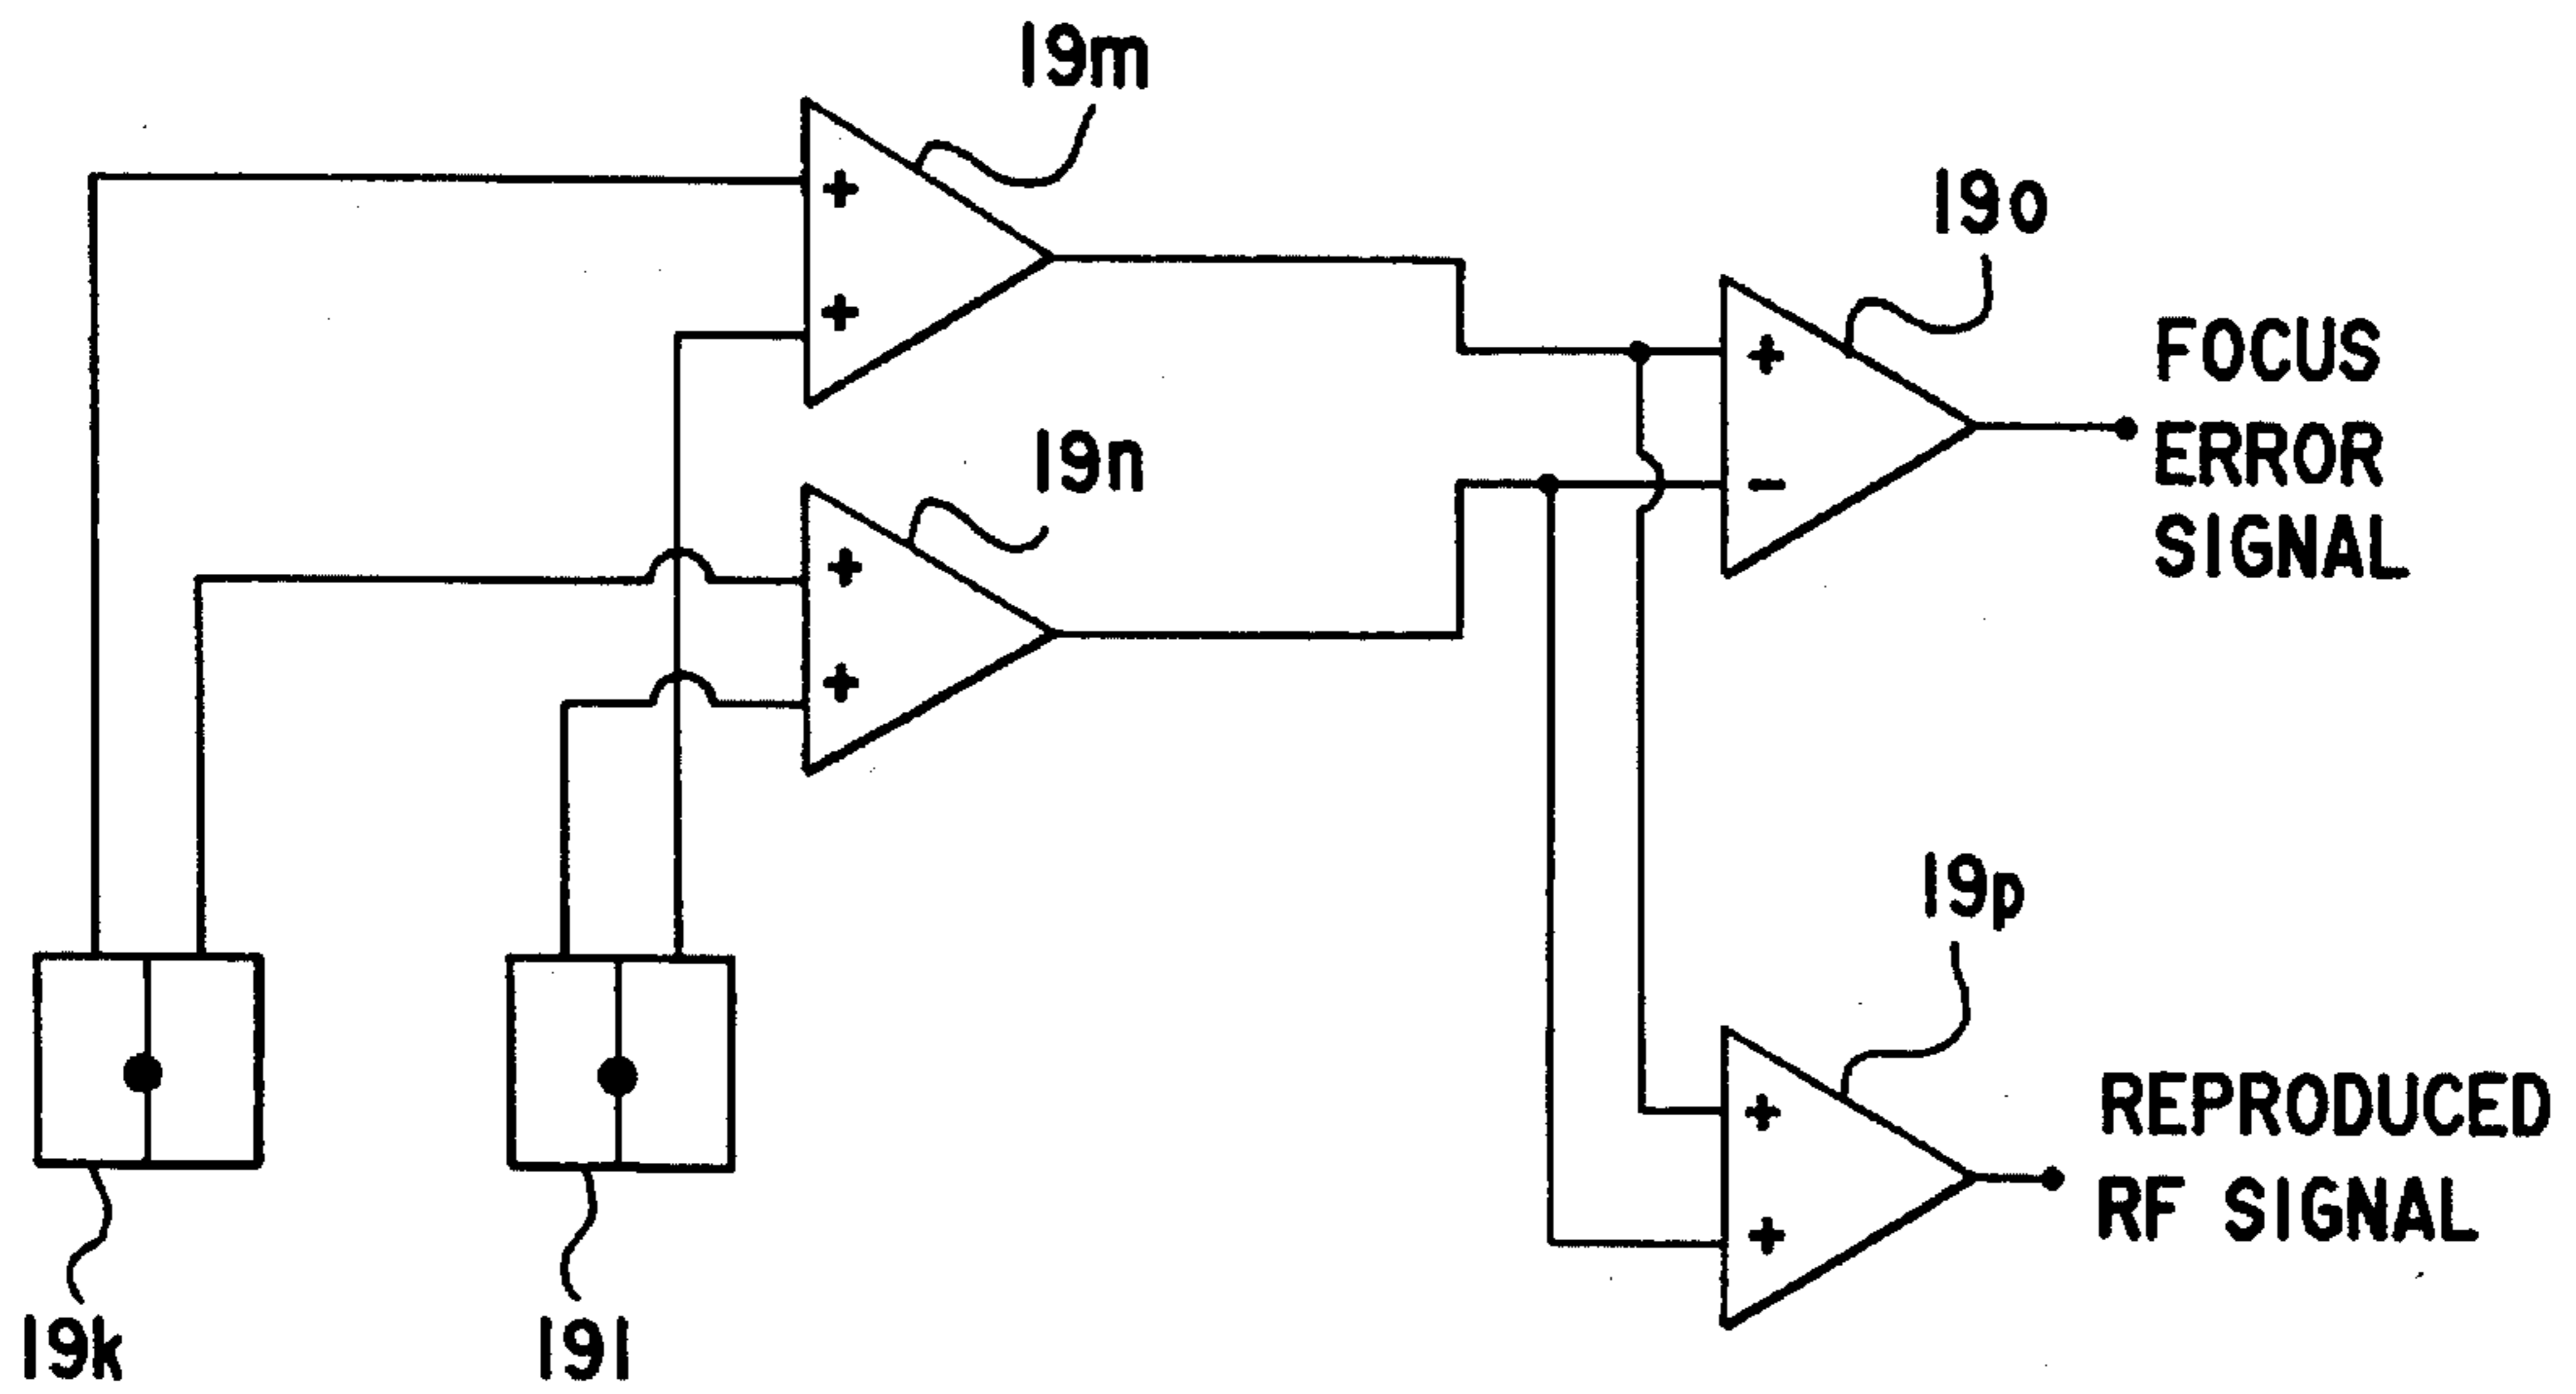 19m
+
+
19n
+
+
19o
+
-
FOCUS
ERROR
SIGNAL
19p
+
+
REPRODUCED
RF SIGNAL
19k
19l